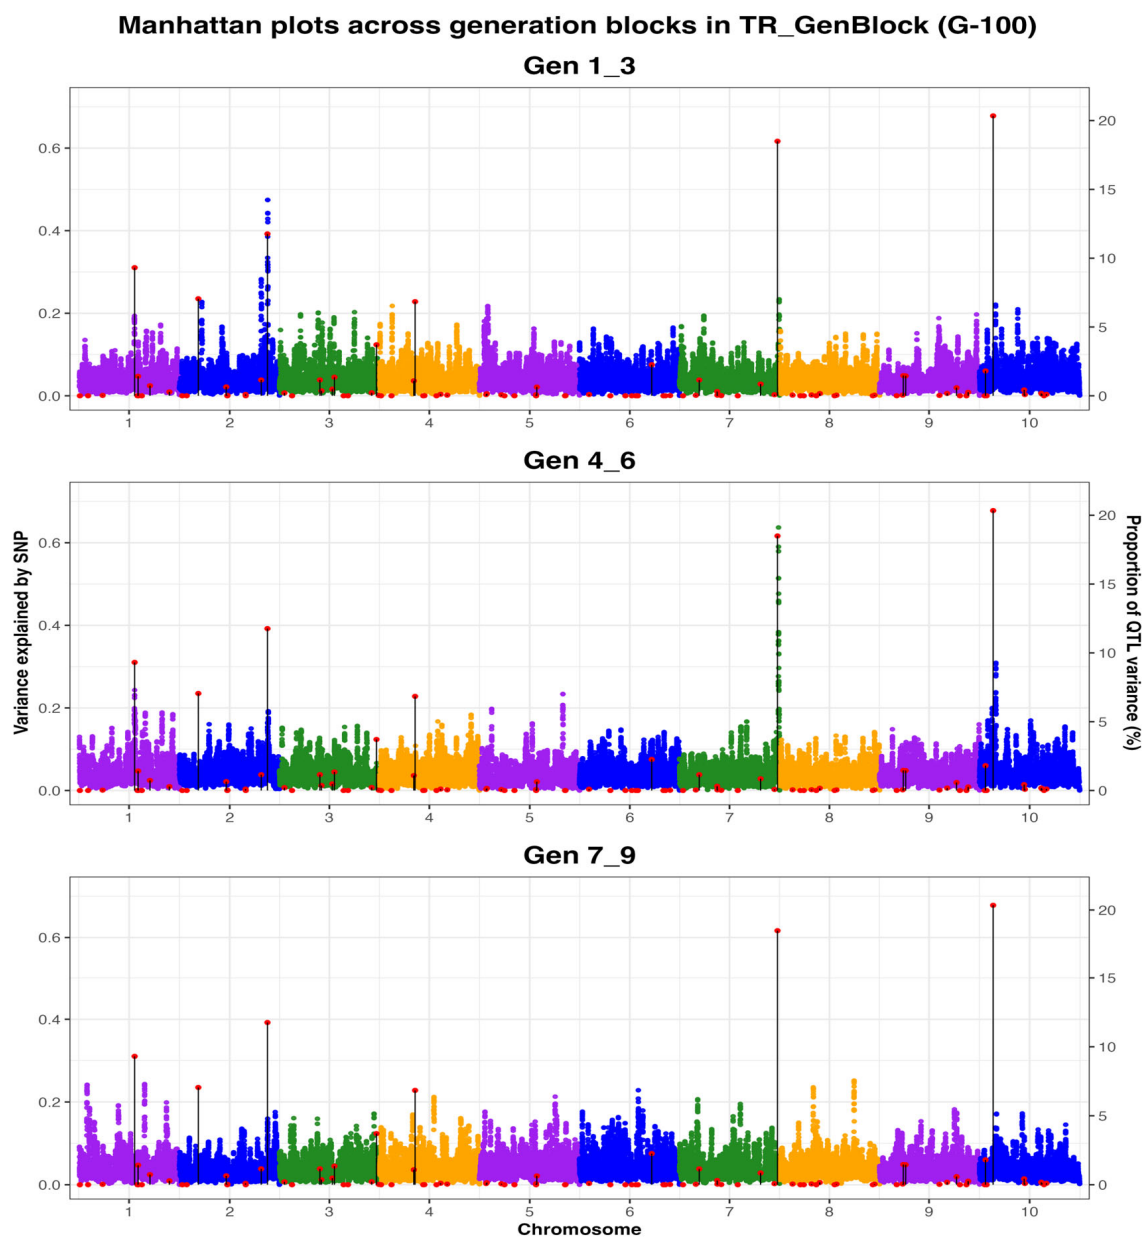 Manhattan plots across generation blocks in TR_GenBlock (G-100)
Gen 1_3
0.6
0.4
0.2
0.0
20
15
10
5
0
1 2 3 4 5 6 7 8 9 10
Gen 4_6
Variance explained by SNP
0.6
0.4
0.2
0.0
20
15
10
5
0
Proportion of QTL variance (%)
1 2 3 4 5 6 7 8 9 10
Gen 7_9
0.6
0.4
0.2
0.0
20
15
10
5
0
1 2 3 4 5 6 7 8 9 10
Chromosome